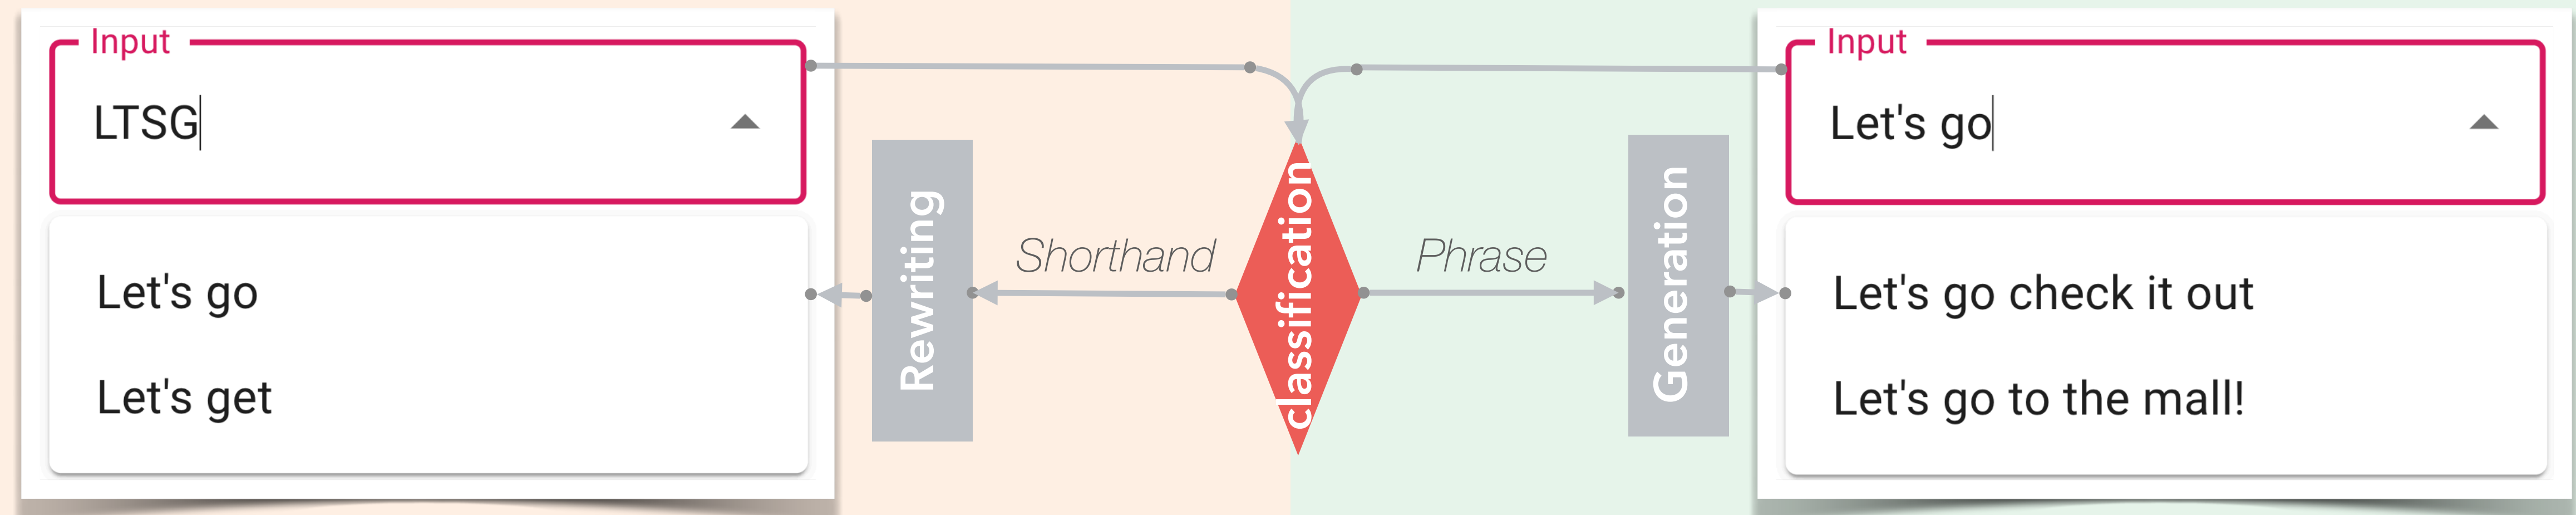 Input
LTSG
Let's go
Let's get
Rewriting
Shorthand
classification
Phrase
Generation
Input
Let's go
Let's go check it out
Let's go to the mall!